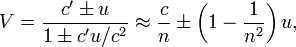 V = \frac{c' \pm u}{1 \pm c'u/c^2} \approx \frac{c}{n} \pm \left(1 - \frac{1}{n^2}\right) u,